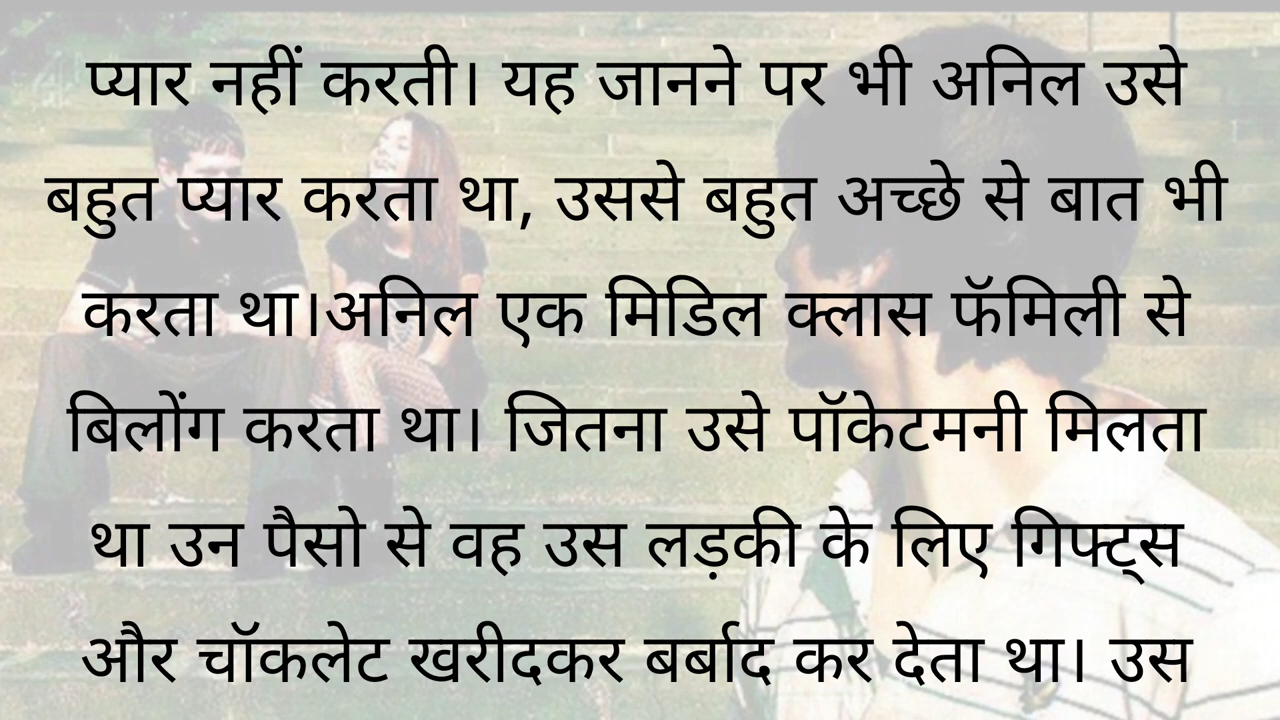 प्यार नहीं करती। यह जानने पर भी अनिल उसे
बहुत प्यार करता था, उससे बहुत अच्छे से बात भी
करता था।अनिल एक मिडिल क्लास फॅमिली से
बिलोंग करता था। जितना उसे पॉकेटमनी मिलता
था उन पैसो से वह उस लड़की के लिए गिफ्ट्स
और चॉकलेट खरीदकर बर्बाद कर देता था। उस